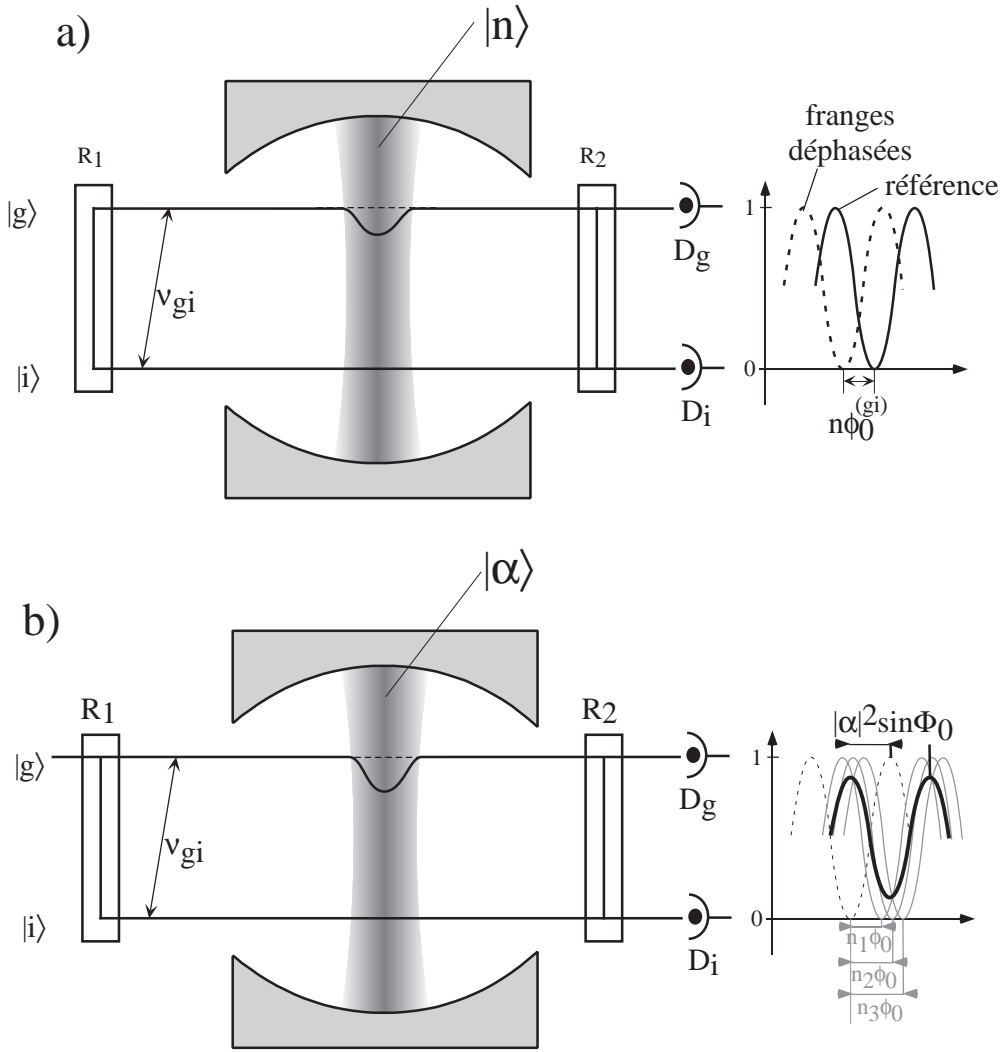 a)
|n⟩
R1
R2
|g⟩
νgi
|i⟩
Dg
Di
franges
déphasées
référence
1
0
nϕ0(gi)
b)
|α⟩
R1
R2
|g⟩
νgi
|i⟩
Dg
Di
|α|²sinΦ0
1
0
n1ϕ0
n2ϕ0
n3ϕ0